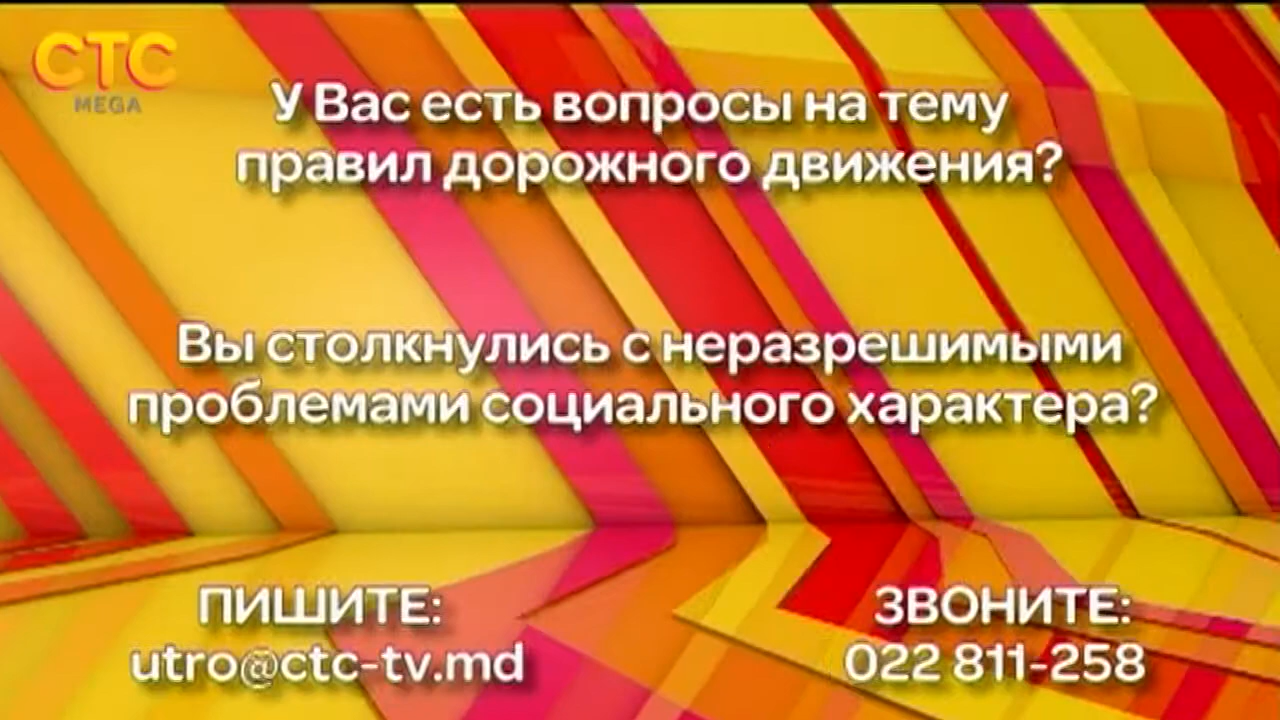 СТС
MEGA
У Вас есть вопросы на тему
правил дорожного движения?
Вы столкнулись с неразрешимыми
проблемами социального характера?
ПИШИТЕ:
utro@ctc-tv.md
ЗВОНИТЕ:
022 811-258